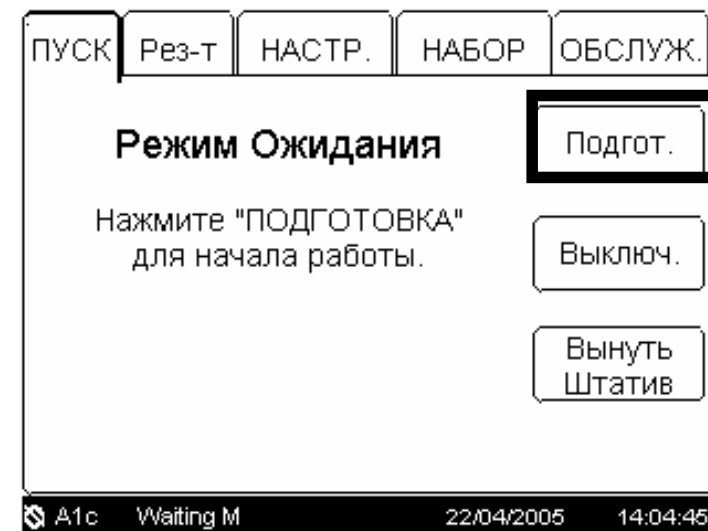 ПУСК Рез-т НАСТР. НАБОР ОБСЛУЖ.
Режим Ожидания
Подгот.
Нажмите "ПОДГОТОВКА"
для начала работы.
Выключ.
Вынуть
Штатив
A1c Waiting M 22/04/2005 14:04:45